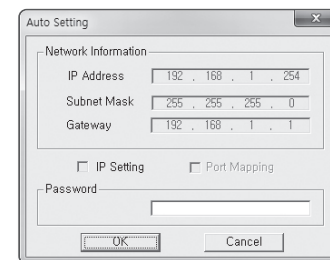 Auto Setting
Network Information
IP Address 192 . 168 . 1 . 254
Subnet Mask 255 . 255 . 255 . 0
Gateway 192 . 168 . 1 . 1
IP Setting Port Mapping
Password
OK Cancel